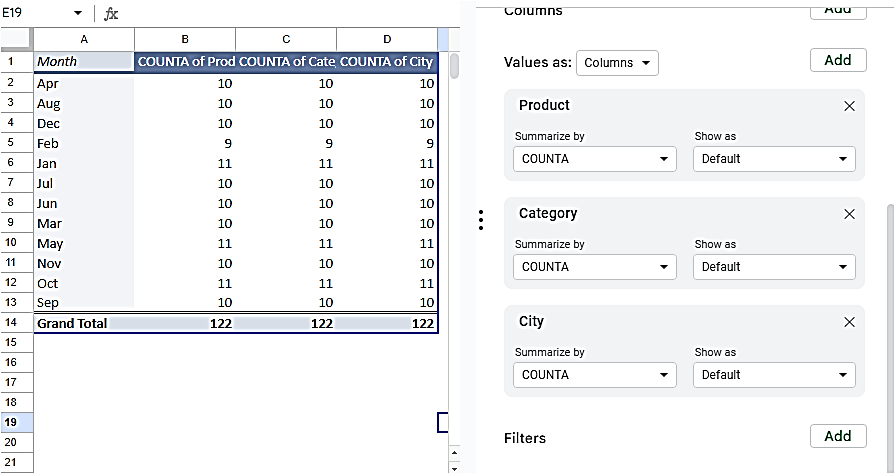 E19 fx
A B C D
1 Month COUNTA of Prod COUNTA of Cate COUNTA of City
2 Apr 10 10 10
3 Aug 10 10 10
4 Dec 10 10 10
5 Feb 9 9 9
6 Jan 11 11 11
7 Jul 10 10 10
8 Jun 10 10 10
9 Mar 10 10 10
10 May 11 11 11
11 Nov 10 10 10
12 Oct 11 11 11
13 Sep 10 10 10
14 Grand Total 122 122 122
15
16
17
18
19
20
21
Columns Add
Values as: Columns Add
Product
Summarize by Show as
COUNTA Default
Category
Summarize by Show as
COUNTA Default
City
Summarize by Show as
COUNTA Default
Filters Add